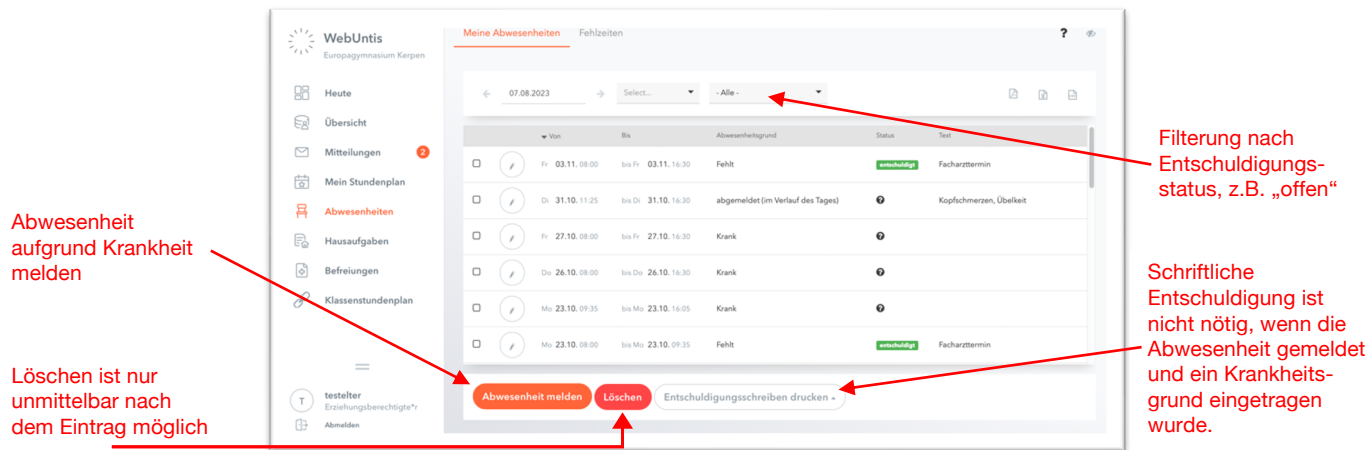 WebUntis
Europagymnasium Kerpen
Heute
Übersicht
Mitteilungen 2
Mein Stundenplan
Abwesenheiten
Hausaufgaben
Befreiungen
Klassenstundenplan
T testelter
Erziehungsberechtigte*r
Abmelden
Meine Abwesenheiten Fehlzeiten ?
07.08.2023 Select... - Alle -
Von Bis Abwesenheitsgrund Status Text
Fr 03.11. 08:00 bis Fr 03.11. 16:30 Fehlt entschuldigt Facharzttermin
Di 31.10. 11:25 bis Di 31.10. 16:30 abgemeldet (im Verlauf des Tages) ? Kopfschmerzen, Übelkeit
Fr 27.10. 08:00 bis Fr 27.10. 16:30 Krank ?
Do 26.10. 08:00 bis Do 26.10. 16:30 Krank ?
Mo 23.10. 09:35 bis Mo 23.10. 16:05 Krank ?
Mo 23.10. 08:00 bis Mo 23.10. 09:35 Fehlt entschuldigt Facharzttermin
Abwesenheit melden Löschen Entschuldigungsschreiben drucken
Abwesenheit
aufgrund Krankheit
melden
Löschen ist nur
unmittelbar nach
dem Eintrag möglich
Filterung nach
Entschuldigungs-
status, z.B. „offen“
Schriftliche
Entschuldigung ist
nicht nötig, wenn die
Abwesenheit gemeldet
und ein Krankheits-
grund eingetragen
wurde.